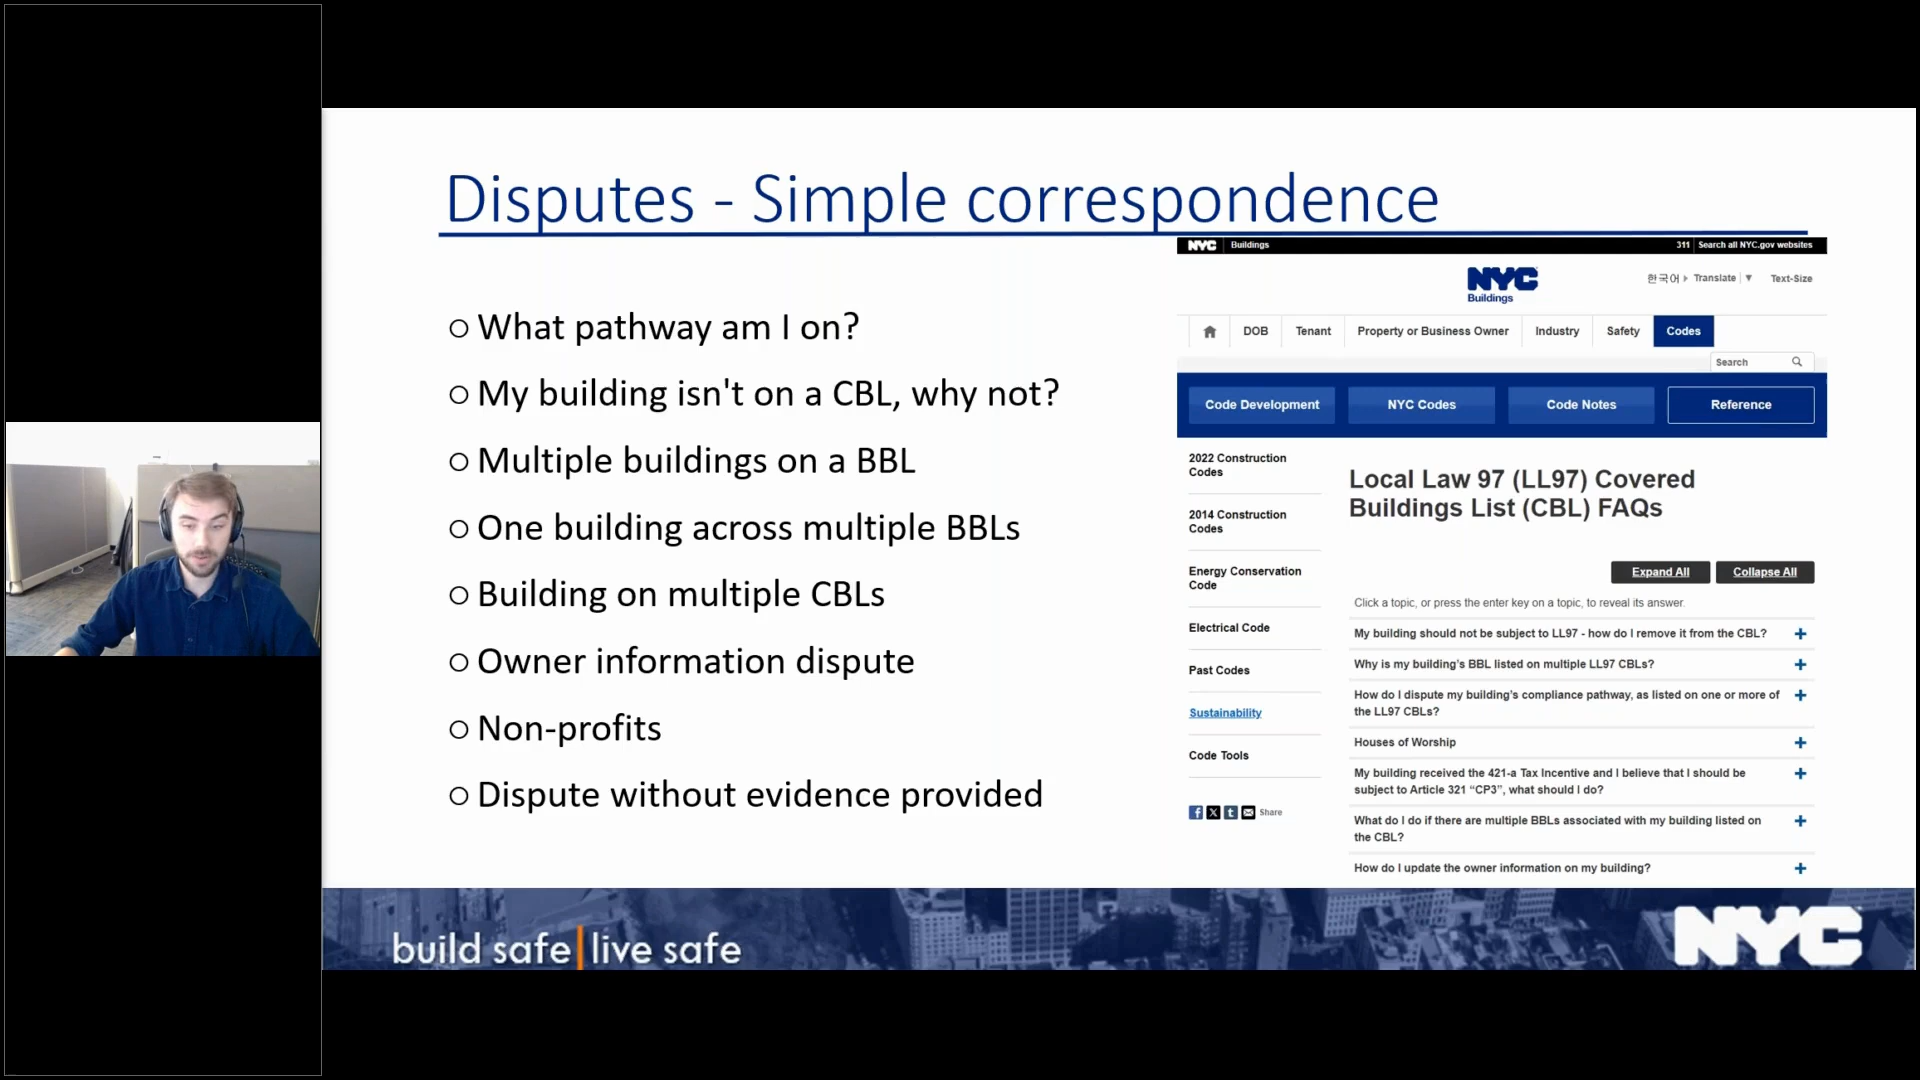 Disputes - Simple correspondence
What pathway am I on?
My building isn't on a CBL, why not?
Multiple buildings on a BBL
One building across multiple BBLs
Building on multiple CBLs
Owner information dispute
Non-profits
Dispute without evidence provided
NYC Buildings 311 Search all NYC.gov websites
NYC
Buildings
한국어 Translate Text-Size
DOB Tenant Property or Business Owner Industry Safety Codes
Search
Code Development NYC Codes Code Notes Reference
2022 Construction
Codes
2014 Construction
Codes
Energy Conservation
Code
Electrical Code
Past Codes
Sustainability
Code Tools
Share
Local Law 97 (LL97) Covered
Buildings List (CBL) FAQs
Expand All Collapse All
Click a topic, or press the enter key on a topic, to reveal its answer.
My building should not be subject to LL97 - how do I remove it from the CBL?
Why is my building’s BBL listed on multiple LL97 CBLs?
How do I dispute my building’s compliance pathway, as listed on one or more of
the LL97 CBLs?
Houses of Worship
My building received the 421-a Tax Incentive and I believe that I should be
subject to Article 321 “CP3”, what should I do?
What do I do if there are multiple BBLs associated with my building listed on
the CBL?
How do I update the owner information on my building?
build safe live safe
NYC